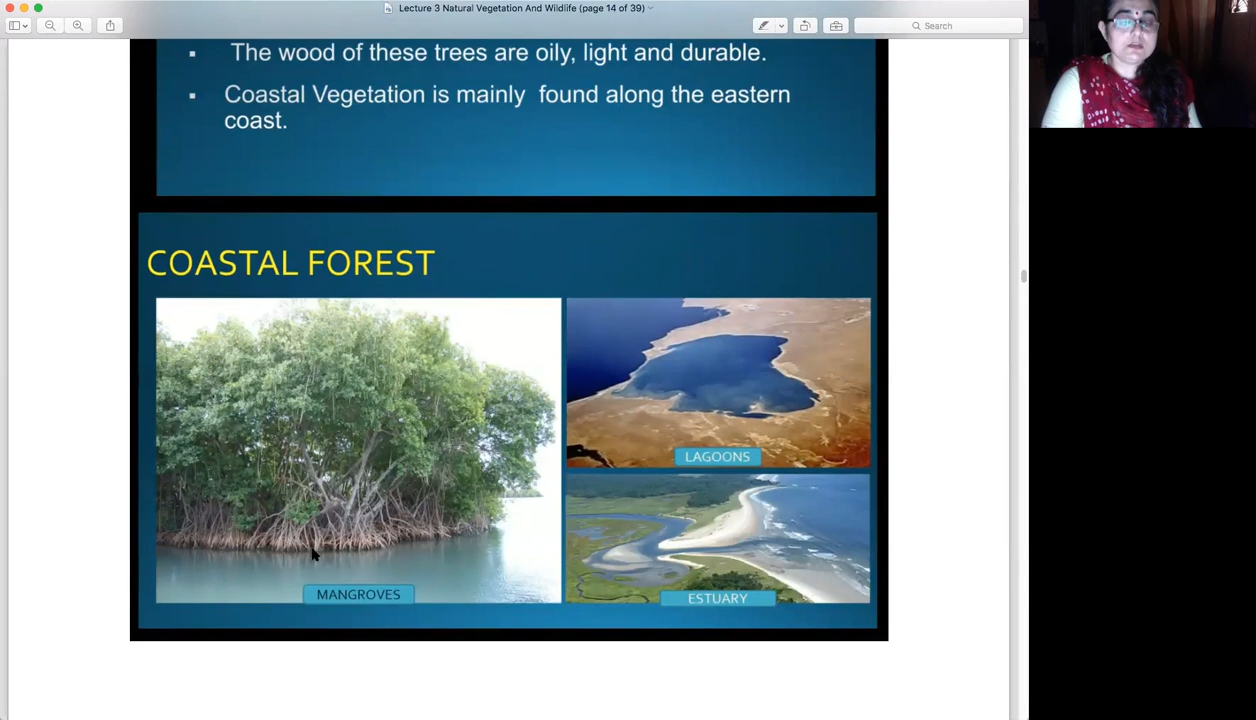 Lecture 3 Natural Vegetation And Wildlife (page 14 of 39)
Search
▪ The wood of these trees are oily, light and durable.
▪ Coastal Vegetation is mainly found along the eastern
coast.
COASTAL FOREST
LAGOONS
MANGROVES
ESTUARY